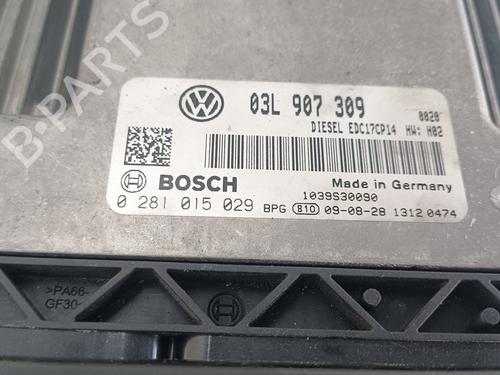 B-PARTS
03L 907 309
0020
DIESEL EDC17CP14 HW: H02
BOSCH
Made in Germany
1039S30090
0 281 015 029 BPG 810 09-08-28 1312 0474
>PA66-
GF30<